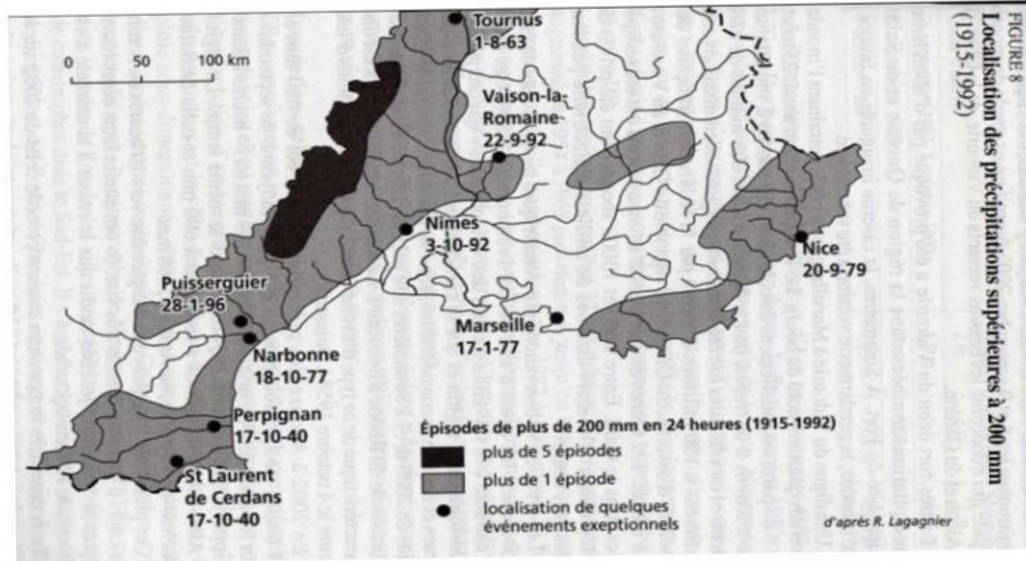 FIGURE 8
Localisation des précipitations supérieures à 200 mm
(1915-1992)
Tournus
1-8-63
0 50 100 km
Vaison-la-
Romaine
22-9-92
Nîmes
3-10-92
Nice
20-9-79
Puisserguier
28-1-96
Marseille
17-1-77
Narbonne
18-10-77
Perpignan
17-10-40
St Laurent
de Cerdans
17-10-40
Épisodes de plus de 200 mm en 24 heures (1915-1992)
plus de 5 épisodes
plus de 1 épisode
localisation de quelques
événements exeptionnels
d'après R. Lagagnier